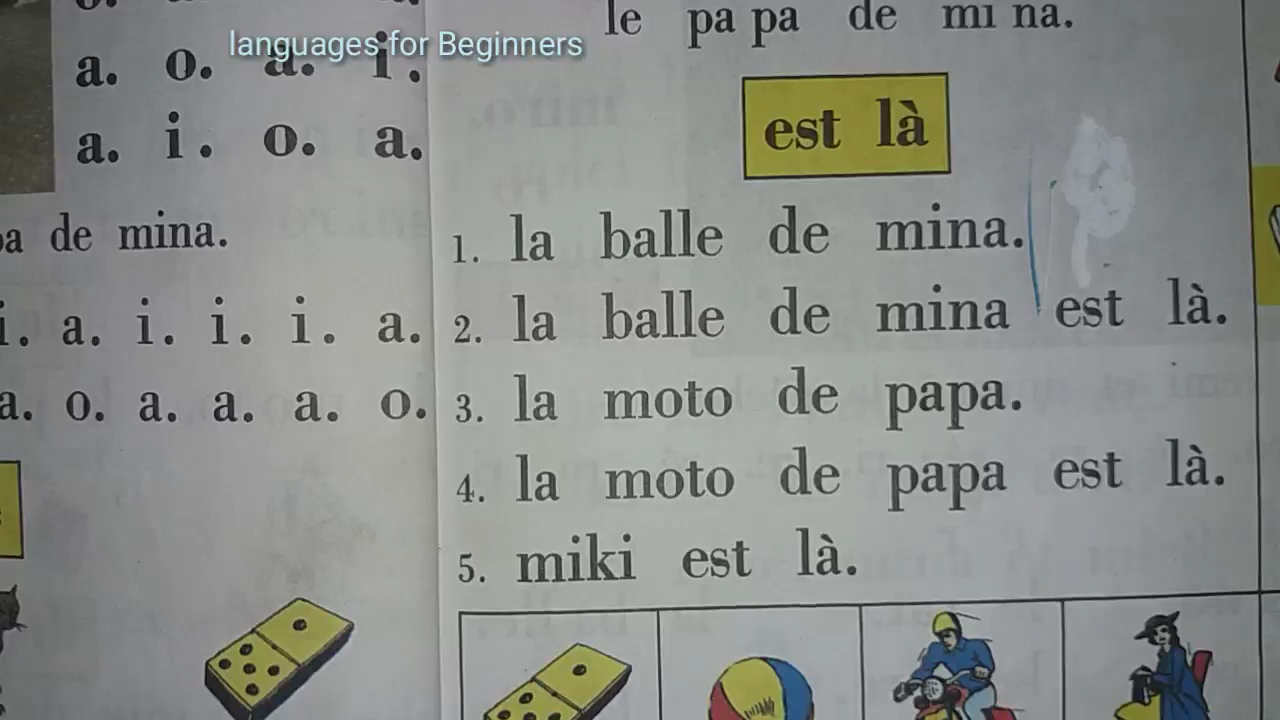 languages for Beginners
a. o. a. i.
a. i. o. a.
de mina.
i. a. i. i. i. a.
a. o. a. a. a. o.
le pa pa de mi na.
est là
1. la balle de mina.
2. la balle de mina est là.
3. la moto de papa.
4. la moto de papa est là.
5. miki est là.